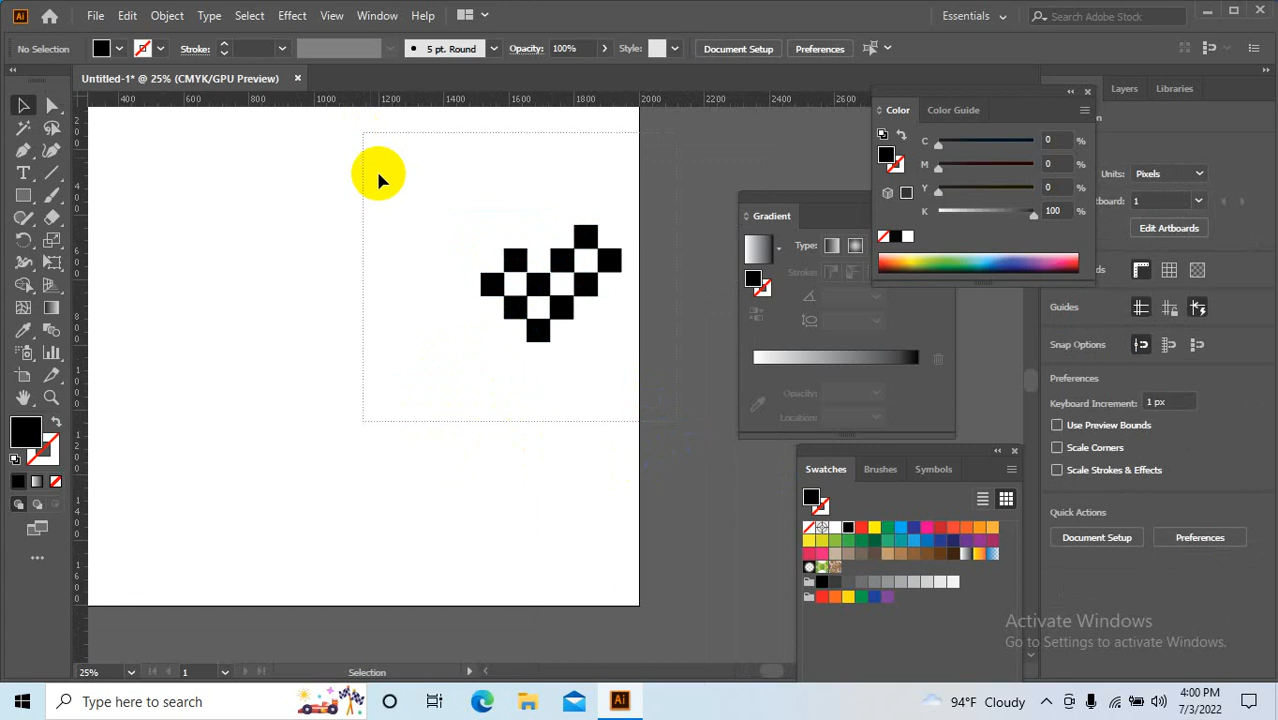 Ai File Edit Object Type Select Effect View Window Help Essentials Search Adobe Stock
No Selection Stroke: 5 pt. Round Opacity: 100% Style: Document Setup Preferences
Untitled-1* @ 25% (CMYK/GPU Preview)
400 600 800 1000 1200 1400 1600 1800 2000 2200 2400 2600
Layers Libraries
Color Color Guide
C 0 %
M 0 %
Y 0 %
K 100 %
Units: Pixels
1
Edit Artboards
Gradient
Type:
Guides
Snap Options
Opacity:
Preferences
Keyboard Increment: 1 px
Use Preview Bounds
Scale Corners
Scale Strokes & Effects
Swatches Brushes Symbols
Quick Actions
Document Setup Preferences
Activate Windows
Go to Settings to activate Windows.
25% 1 Selection
Type here to search Ai 94°F Cloudy 4:00 PM
7/3/2022